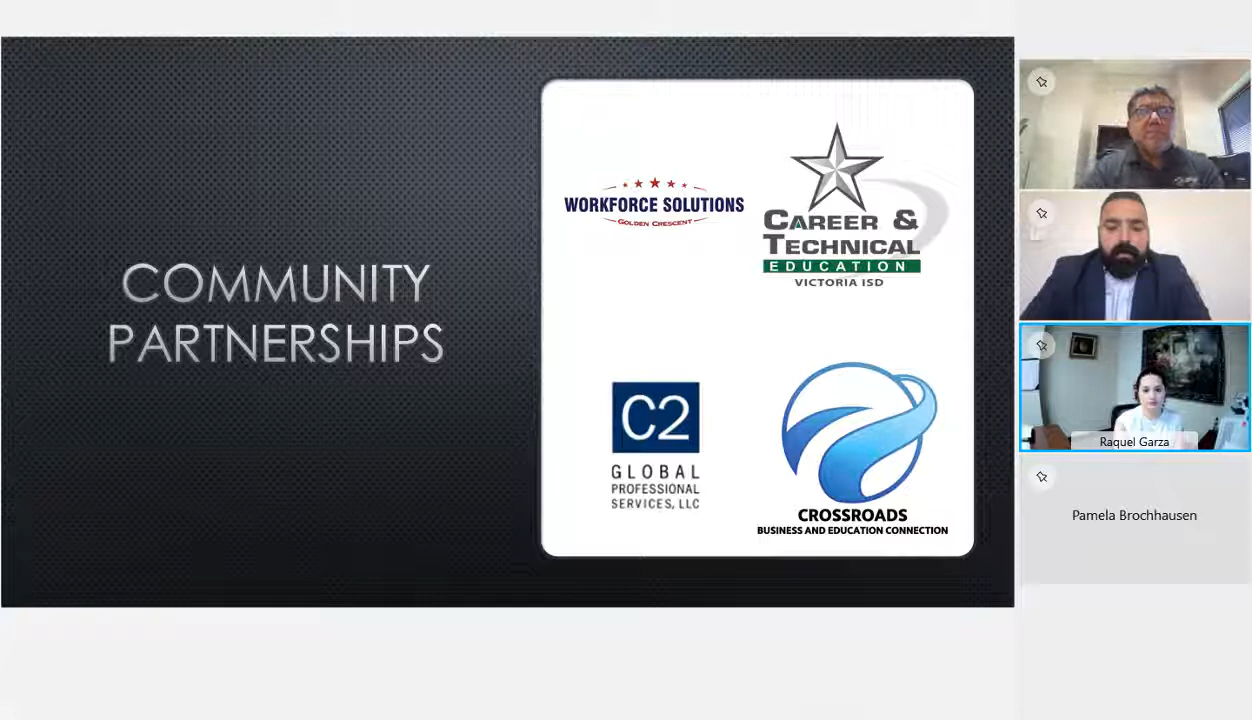 COMMUNITY
PARTNERSHIPS
WORKFORCE SOLUTIONS
GOLDEN CRESCENT
CAREER &
TECHNICAL
EDUCATION
VICTORIA ISD
C2
GLOBAL
PROFESSIONAL
SERVICES, LLC
CROSSROADS
BUSINESS AND EDUCATION CONNECTION
Raquel Garza
Pamela Brochhausen